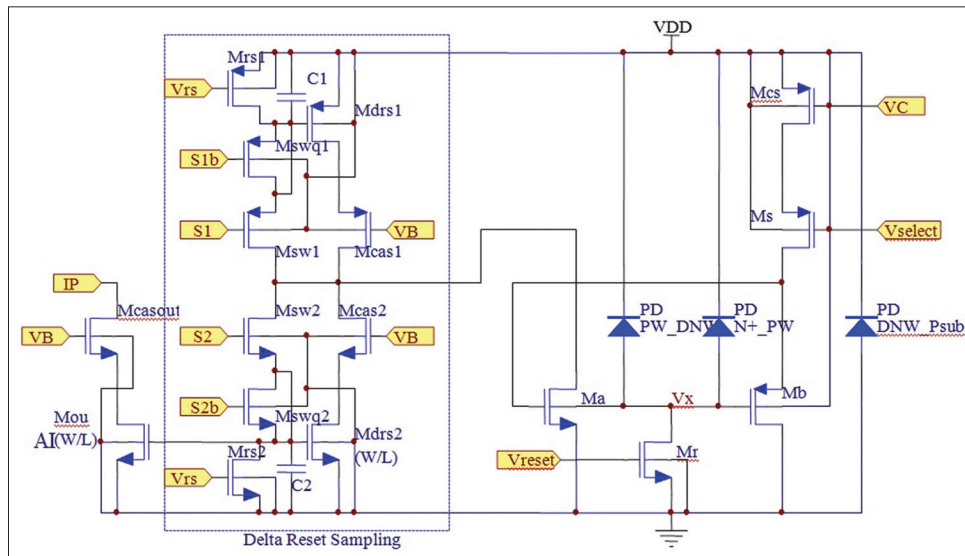 VDD
Mrs1
Vrs
C1
Mdrs1
Mcs
VC
Mswq1
S1b
S1
VB
Ms
Vselect
Msw1
Mcas1
IP
Mcasout
Msw2
Mcas2
PD
PW_DNW
PD
N+_PW
PD
DNW_Psub
VB
S2
VB
S2b
Mswq2
Ma
Vx
Mb
Mou
AI(W/L)
Mdrs2
(W/L)
Mrs2
Vreset
Mr
Vrs
C2
Delta Reset Sampling